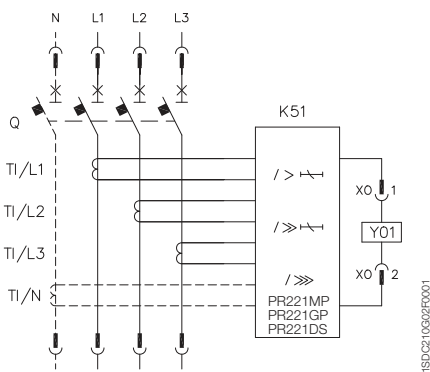 N L1 L2 L3
Q
K51
TI/L1
/ >
X0 1
TI/L2
/ >>
Y01
TI/L3
X0 2
/ >>>
TI/N
PR221MP
PR221GP
PR221DS
1SDC210G02F0001